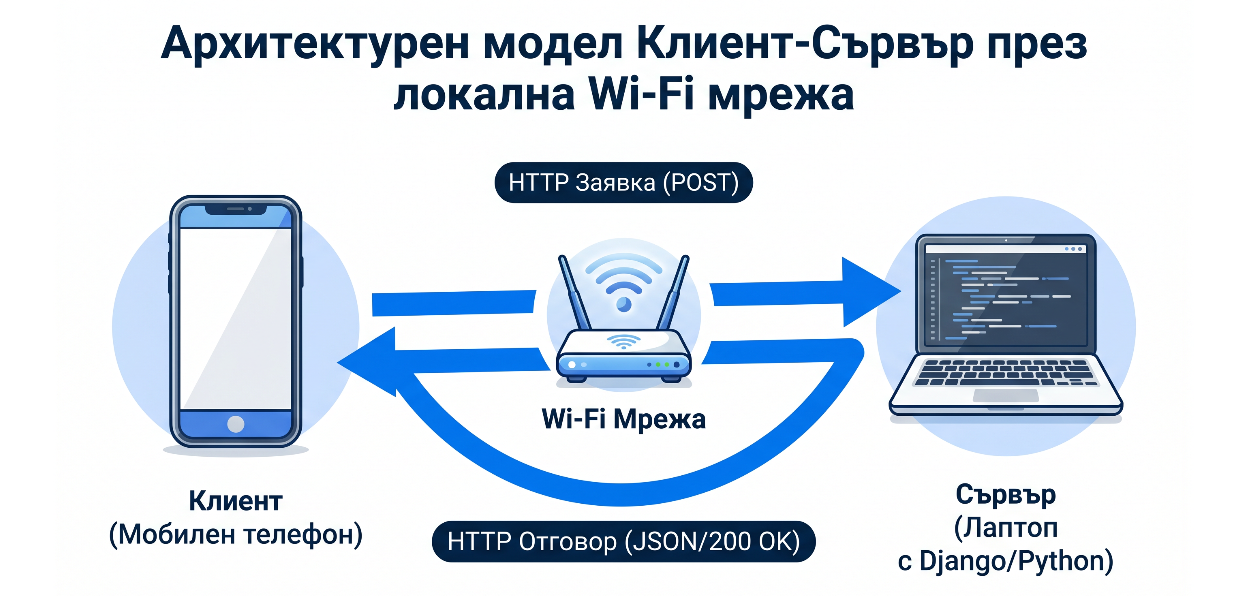 Архитектурен модел Клиент-Сървър през
локална Wi-Fi мрежа
HTTP Заявка (POST)
Wi-Fi Мрежа
Клиент
(Мобилен телефон)
Сървър
(Лаптоп
с Django/Python)
HTTP Отговор (JSON/200 OK)